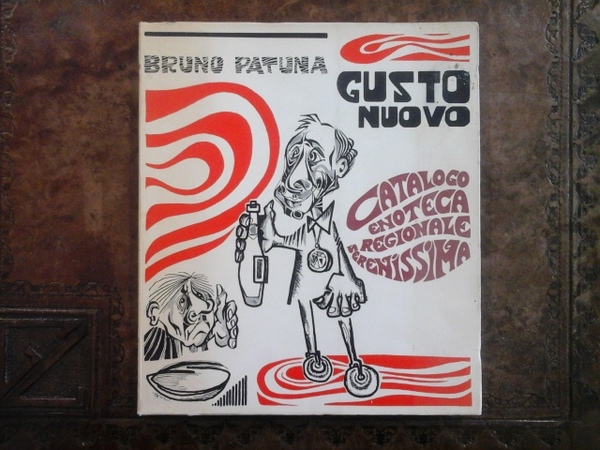 BRUNO PATUNA
GUSTO
NUOVO
CATALOGO
ENOTECA
REGIONALE
SERENISSIMA